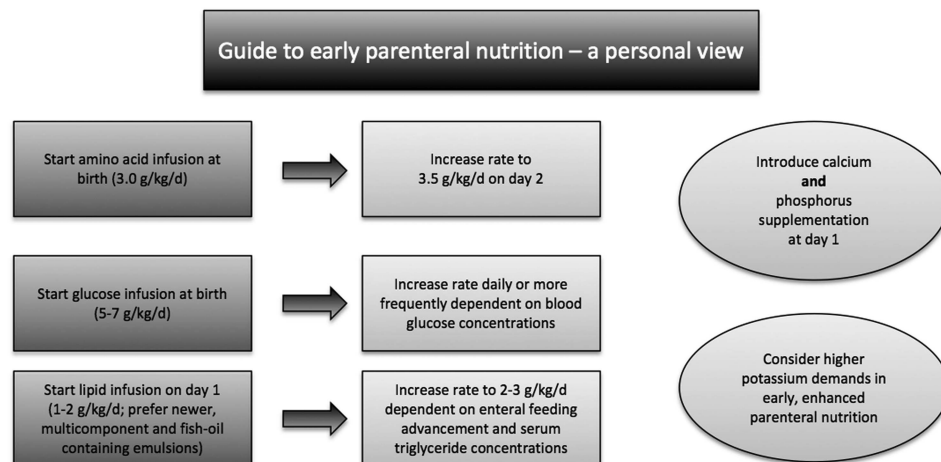 Guide to early parenteral nutrition – a personal view
Start amino acid infusion at
birth (3.0 g/kg/d)
Increase rate to
3.5 g/kg/d on day 2
Introduce calcium
and
phosphorus
supplementation
at day 1
Start glucose infusion at birth
(5-7 g/kg/d)
Increase rate daily or more
frequently dependent on blood
glucose concentrations
Start lipid infusion on day 1
(1-2 g/kg/d; prefer newer,
multicomponent and fish-oil
containing emulsions)
Increase rate to 2-3 g/kg/d
dependent on enteral feeding
advancement and serum
triglyceride concentrations
Consider higher
potassium demands in
early, enhanced
parenteral nutrition